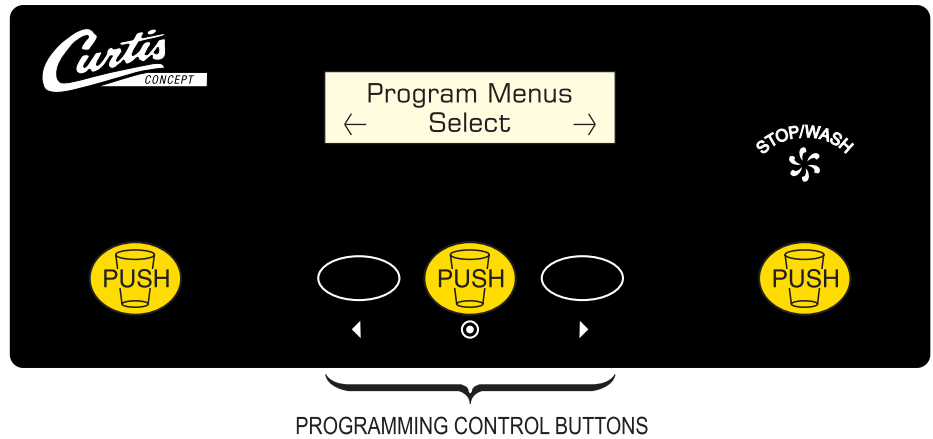 Curtis
CONCEPT
Program Menus
← Select →
STOP/WASH
PUSH
PUSH
PUSH
PROGRAMMING CONTROL BUTTONS